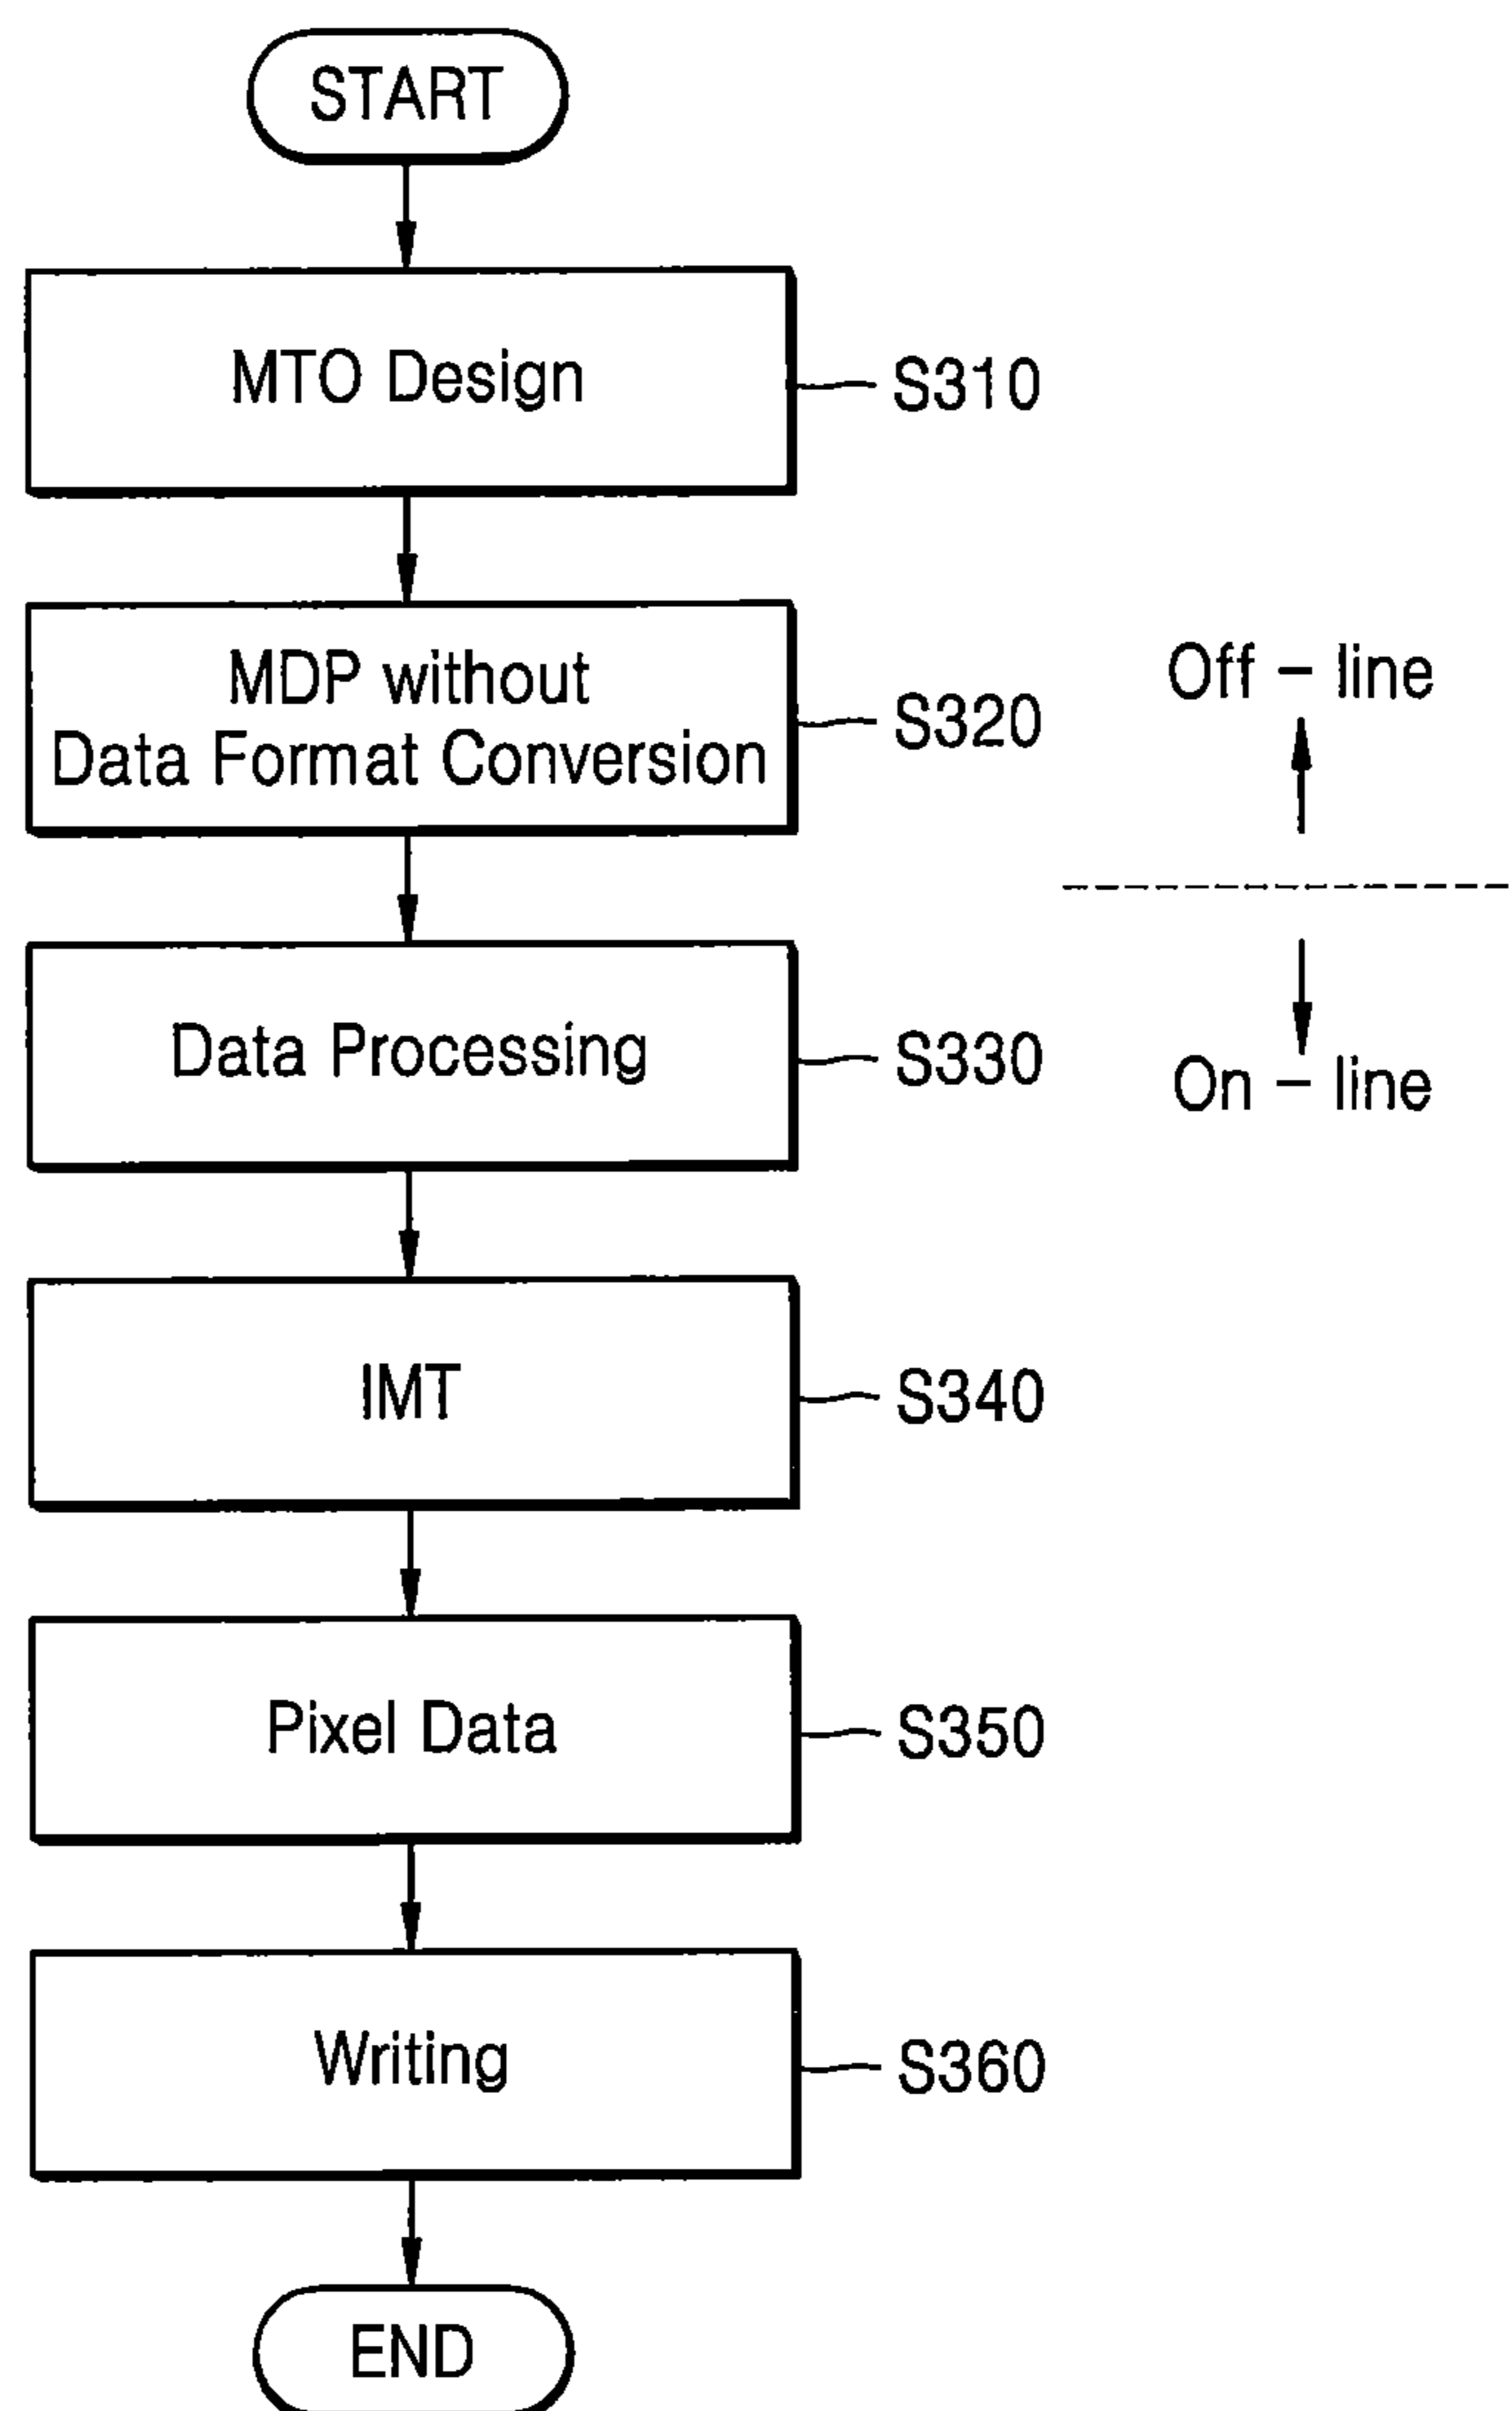 START
MTO Design
S310
MDP without
Data Format Conversion
S320
Off - line
Data Processing
S330
On - line
IMT
S340
Pixel Data
S350
Writing
S360
END